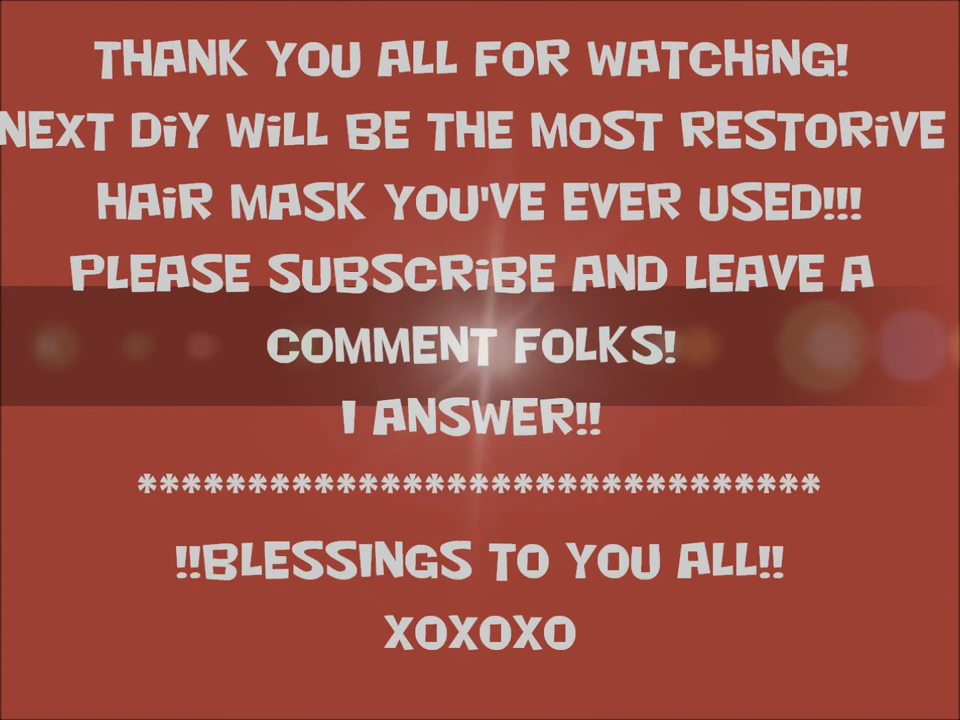 THANK YOU ALL FOR WATCHiNG!
NEXT DiY WiLL BE THE MOST RESTORiVE
HAiR MASK YOU'VE EVER USED!!!
PLEASE SUBSCRiBE AND LEAVE A
COMMENT FOLKS!
I ANSWER!!
*******************************
!!BLESSINGS TO YOU ALL!!
XOXOXO